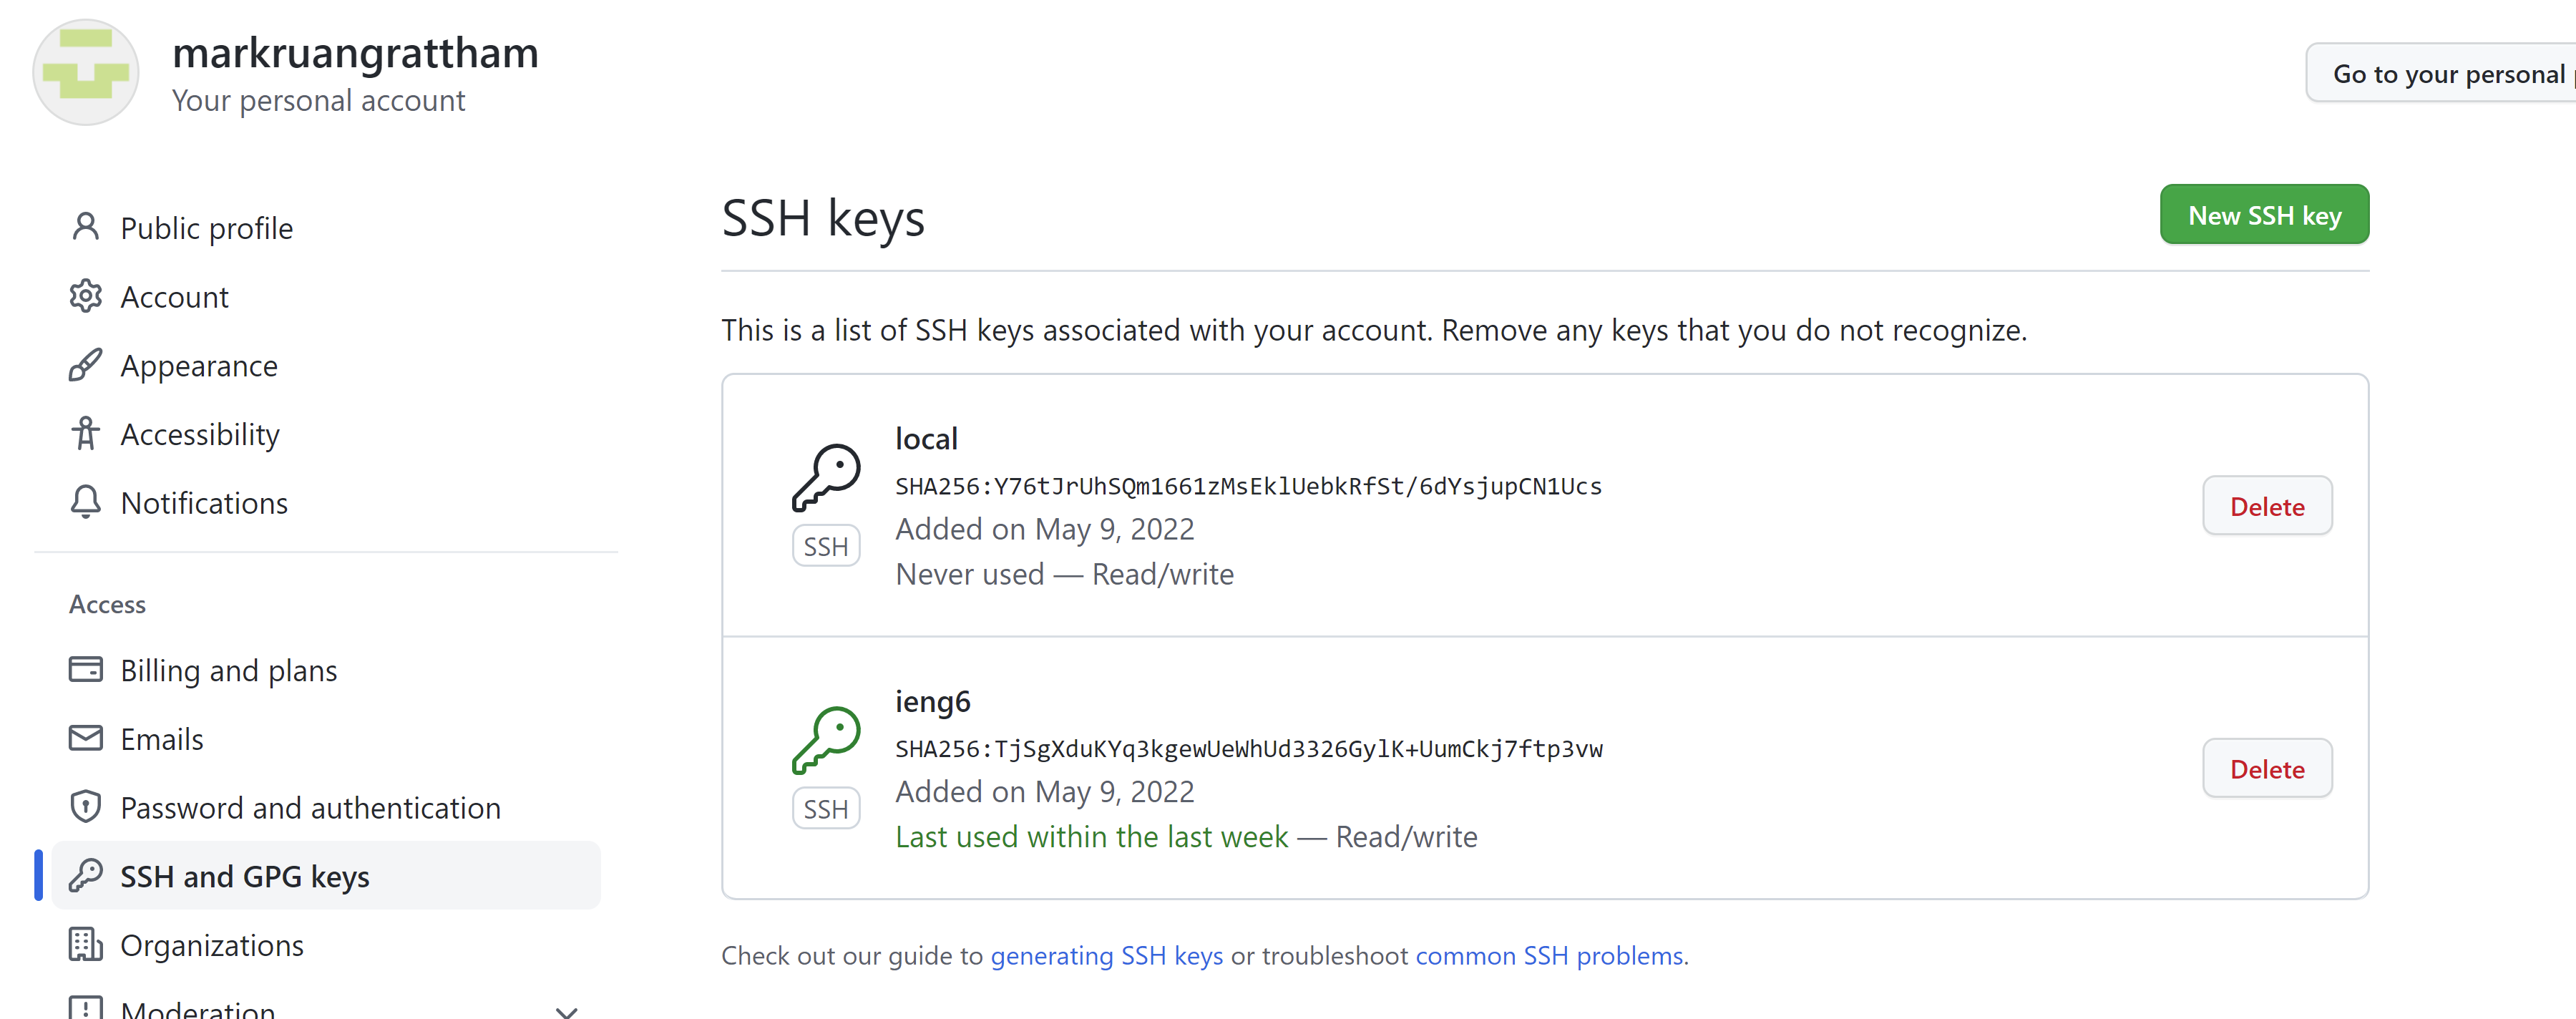 markruangrattham
Your personal account
Go to your personal
Public profile
Account
Appearance
Accessibility
Notifications
Access
Billing and plans
Emails
Password and authentication
SSH and GPG keys
Organizations
Moderation
SSH keys
New SSH key
This is a list of SSH keys associated with your account. Remove any keys that you do not recognize.
local
SHA256:Y76tJrUhSQm1661zMsEklUebkRfSt/6dYsjupCN1Ucs
Added on May 9, 2022
Never used — Read/write
SSH
Delete
ieng6
SHA256:TjSgXduKYq3kgewUeWhUd3326GylK+UumCkj7ftp3vw
Added on May 9, 2022
Last used within the last week — Read/write
SSH
Delete
Check out our guide to generating SSH keys or troubleshoot common SSH problems.